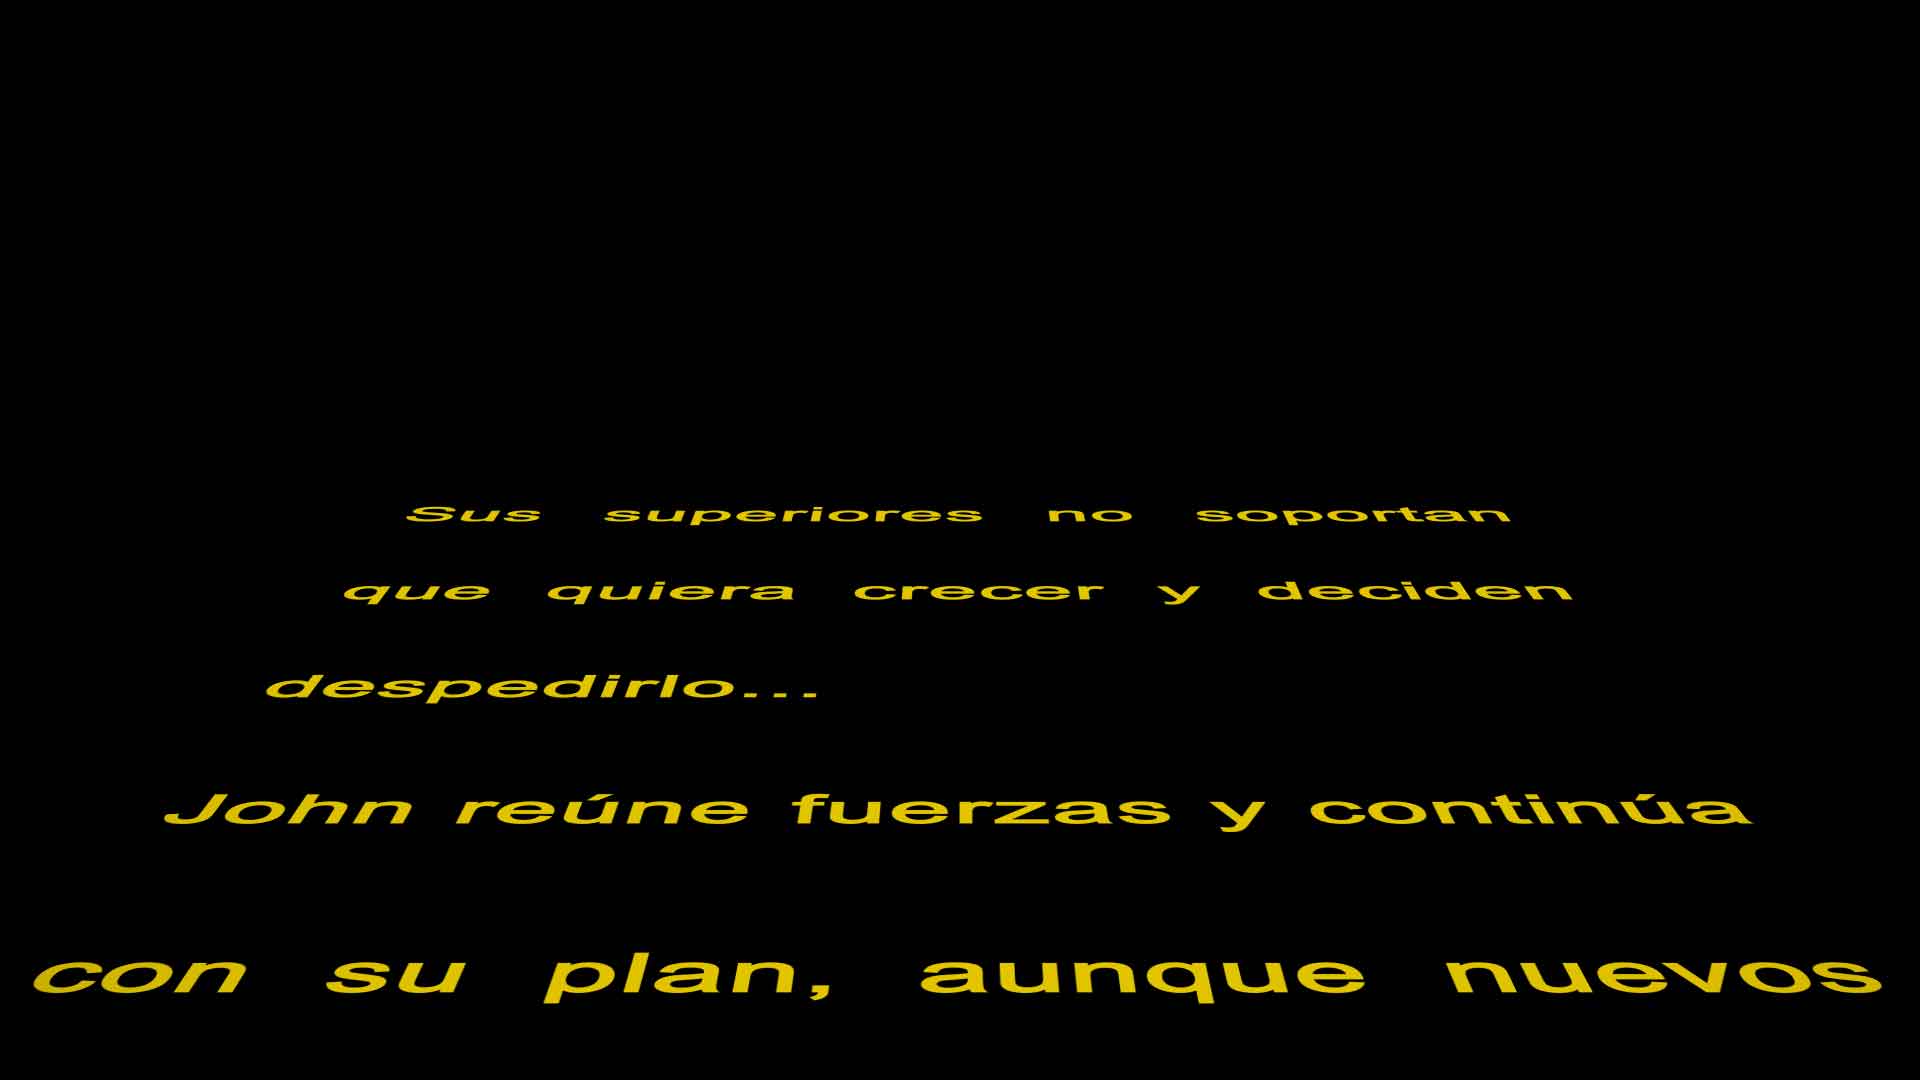 Sus superiores no soportan
que quiera crecer y deciden
despedirlo...
John reúne fuerzas y continúa
con su plan, aunque nuevos